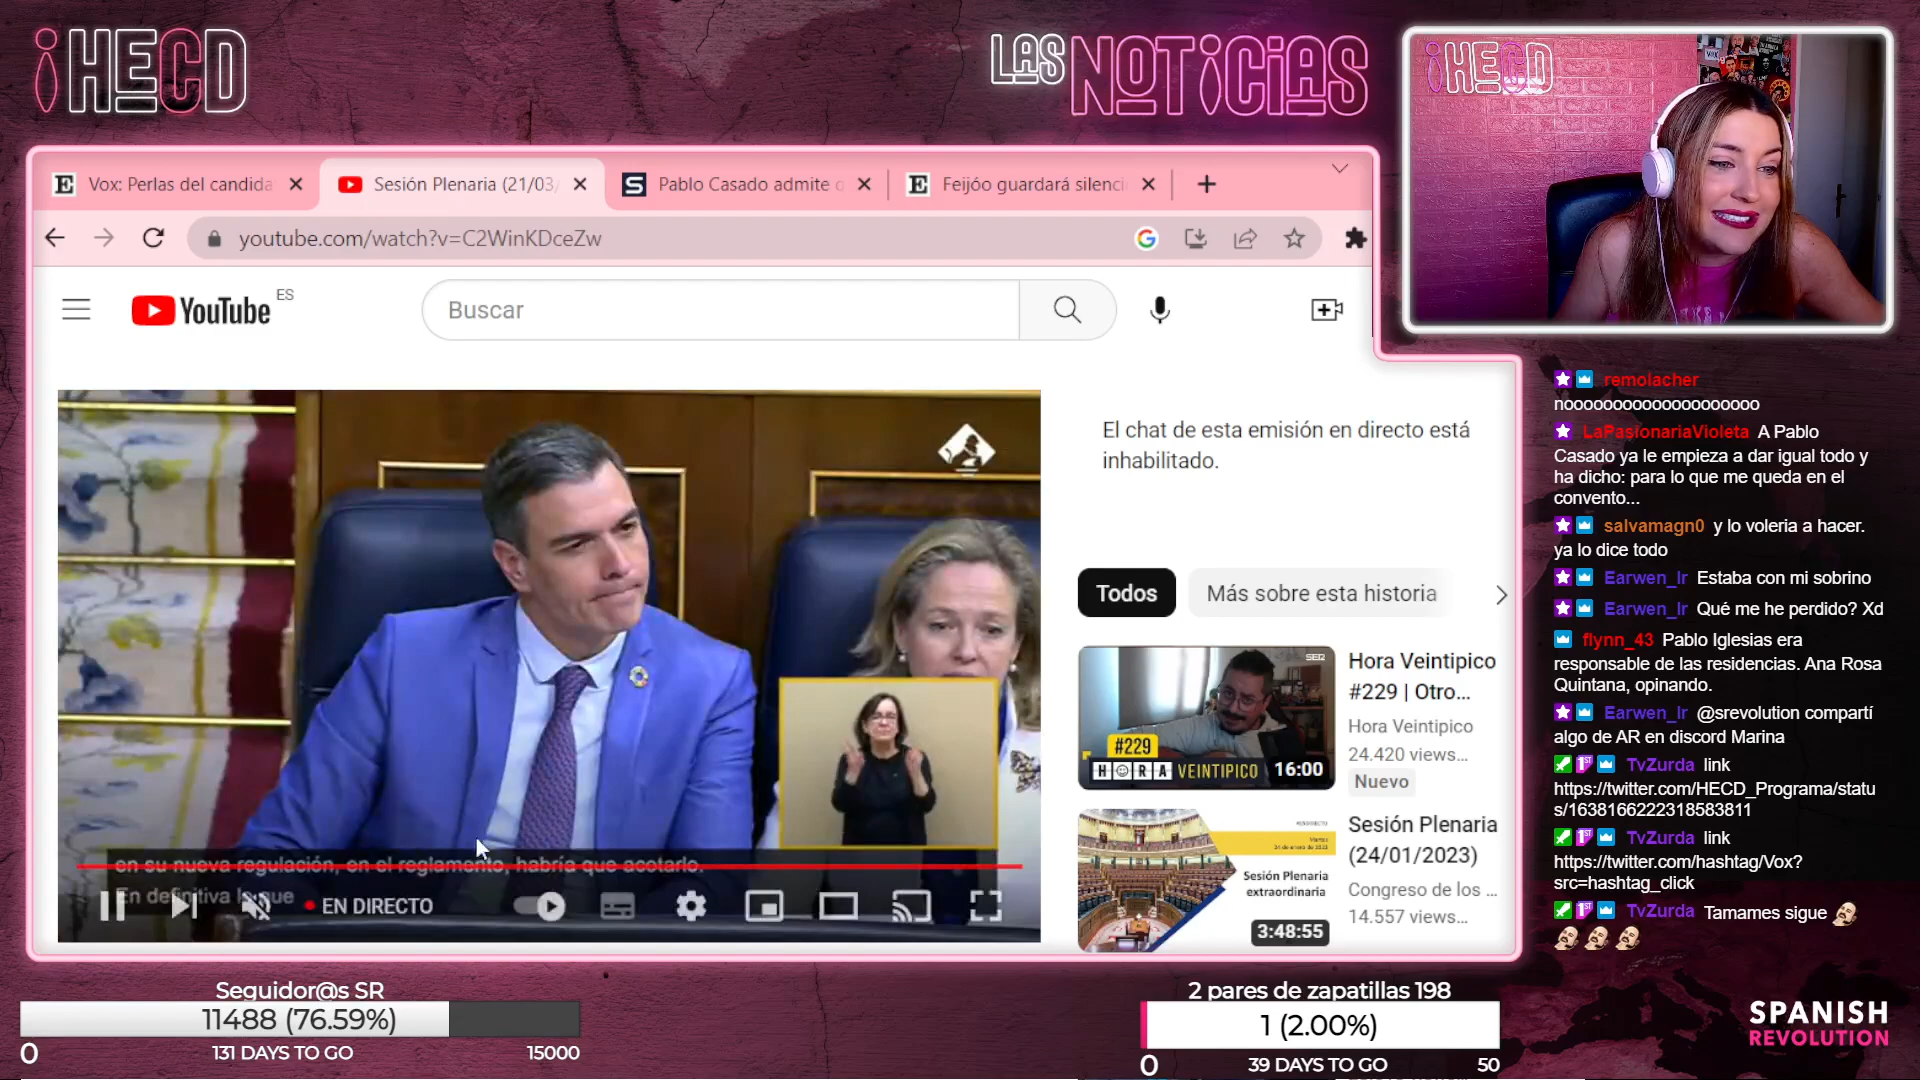 ¡HECD
LAS NOTICIAS
¡HECD
Vox: Perlas del candida
Sesión Plenaria (21/03/
Pablo Casado admite q
Feijóo guardará silenci
youtube.com/watch?v=C2WinKDceZw
YouTube ES
Buscar
El chat de esta emisión en directo está
inhabilitado.
Todos
Más sobre esta historia
#229
HORA VEINTIPICO
16:00
Hora Veintipico
#229 | Otro...
Hora Veintipico
24.420 views...
Nuevo
Sesión Plenaria
extraordinaria
3:48:55
Sesión Plenaria
(24/01/2023)
Congreso de los ...
14.557 views...
en su nueva regulación, en el reglamento, habría que acotarlo.
En definitiva lo que
EN DIRECTO
remolacher
nooooooooooooooooooo
LaPasionariaVioleta A Pablo
Casado ya le empieza a dar igual todo y
ha dicho: para lo que me queda en el
convento...
salvamagn0 y lo voleria a hacer.
ya lo dice todo
Earwen_lr Estaba con mi sobrino
Earwen_lr Qué me he perdido? Xd
flynn_43 Pablo Iglesias era
responsable de las residencias. Ana Rosa
Quintana, opinando.
Earwen_lr @srevolution compartí
algo de AR en discord Marina
TvZurda link
https://twitter.com/HECD_Programa/statu
s/1638166222318583811
TvZurda link
https://twitter.com/hashtag/Vox?
src=hashtag_click
TvZurda Tamames sigue
Seguidor@s SR
11488 (76.59%)
0
131 DAYS TO GO
15000
2 pares de zapatillas 198
1 (2.00%)
0
39 DAYS TO GO
50
SPANISH
REVOLUTION